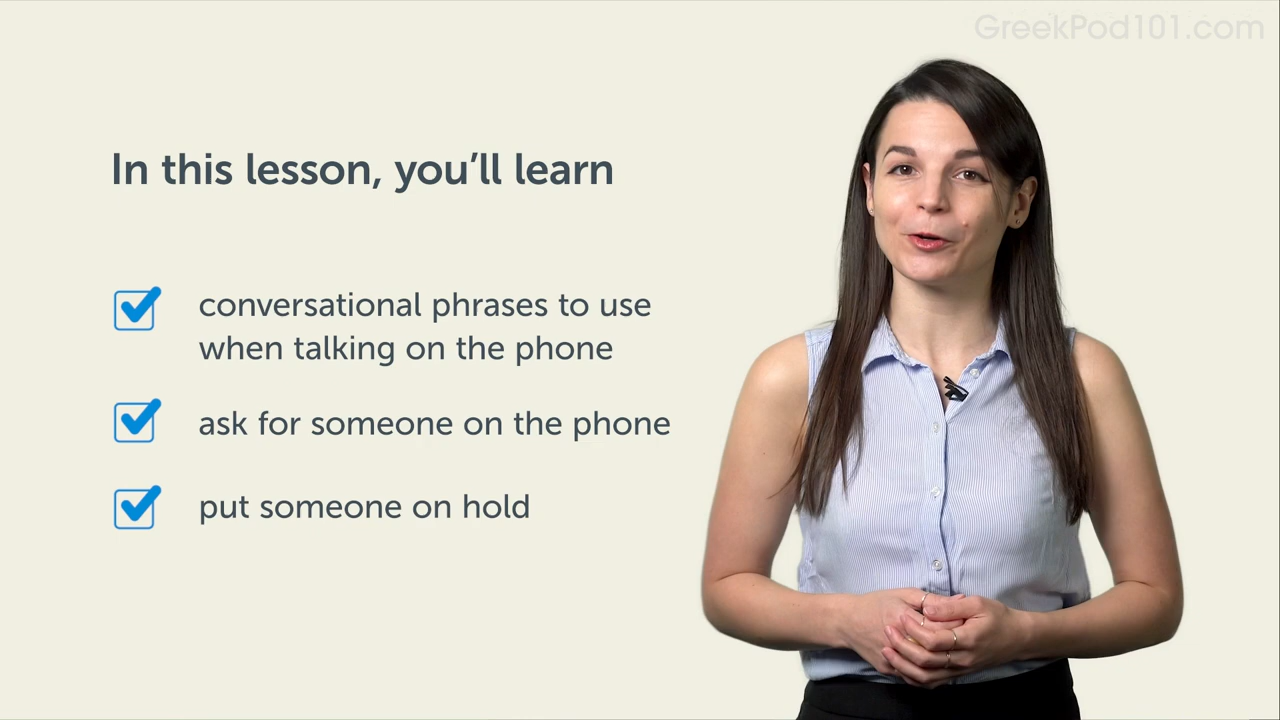 GreekPod101.com
In this lesson, you’ll learn
conversational phrases to use
when talking on the phone
ask for someone on the phone
put someone on hold